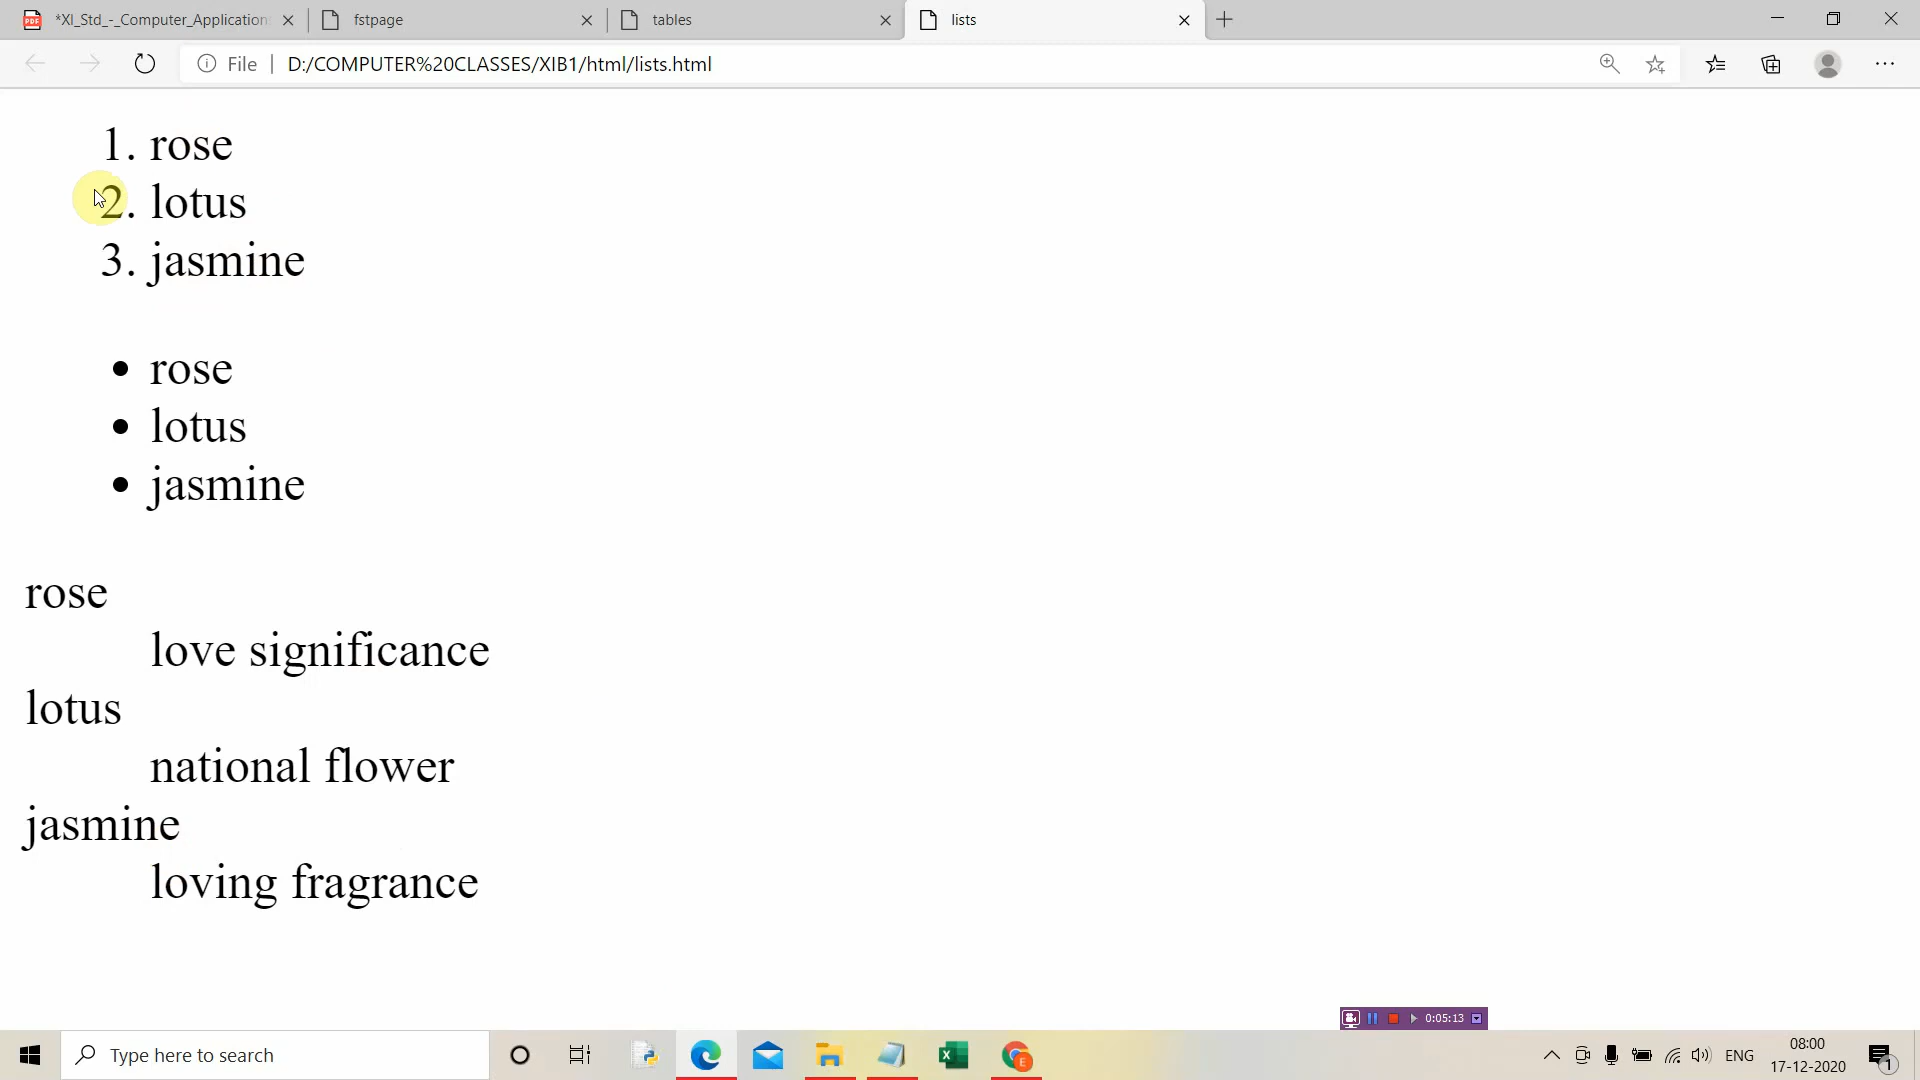 *XI_Std_-_Computer_Application
fstpage
tables
lists
File
D:/COMPUTER%20CLASSES/XIB1/html/lists.html
1. rose
2. lotus
3. jasmine
• rose
• lotus
• jasmine
rose
love significance
lotus
national flower
jasmine
loving fragrance
0:05:13
Type here to search
ENG
08:00
17-12-2020
1